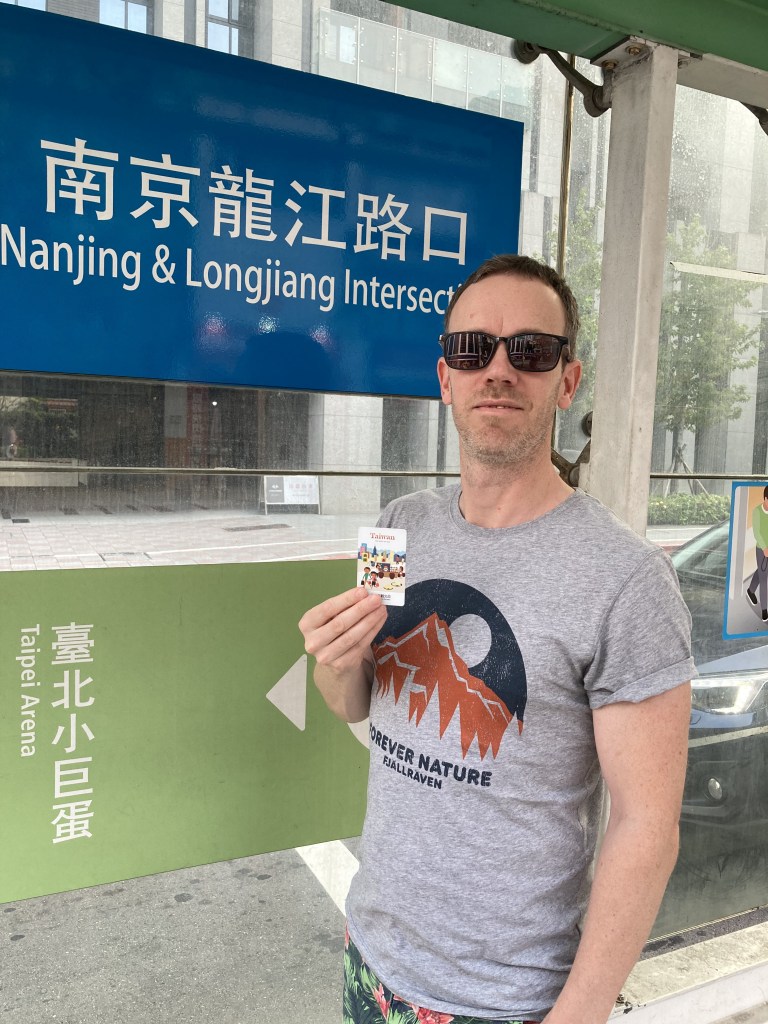 南京龍江路口
Nanjing & Longjiang Intersecti
臺北小巨蛋
Taipei Arena
Taiwan
FOREVER NATURE
FJÄLLRÄVEN